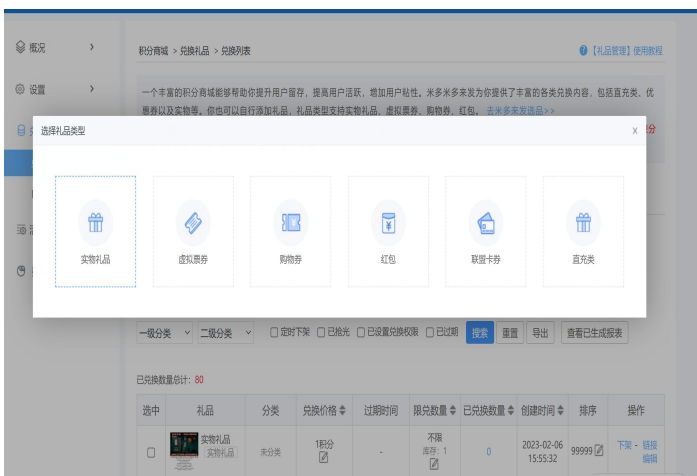 概况
积分商城 > 兑换礼品 > 兑换列表
【礼品管理】使用教程
设置
一个丰富的积分商城能够帮助你提升用户留存，提高用户活跃，增加用户粘性。米多米多来发为你提供了丰富的各类兑换内容，包括直充类、优
惠券以及实物等。你也可以自行添加礼品，礼品类型支持实物礼品、虚拟票券、购物券、红包。 去米多来发选品>>
选择礼品类型
x
分
实物礼品
虚拟票券
购物券
红包
联盟卡券
直充类
一级分类
二级分类
定时下架
已抢光
已设置兑换权限
已过期
搜索
重置
导出
查看已生成报表
已兑换数量总计：80
选中
礼品
分类
兑换价格
过期时间
限兑数量
已兑换数量
创建时间
排序
操作
实物礼品
实物礼品
未分类
1积分
-
不限
库存：1
0
2023-02-06
15:55:32
99999
下架 - 链接
编辑